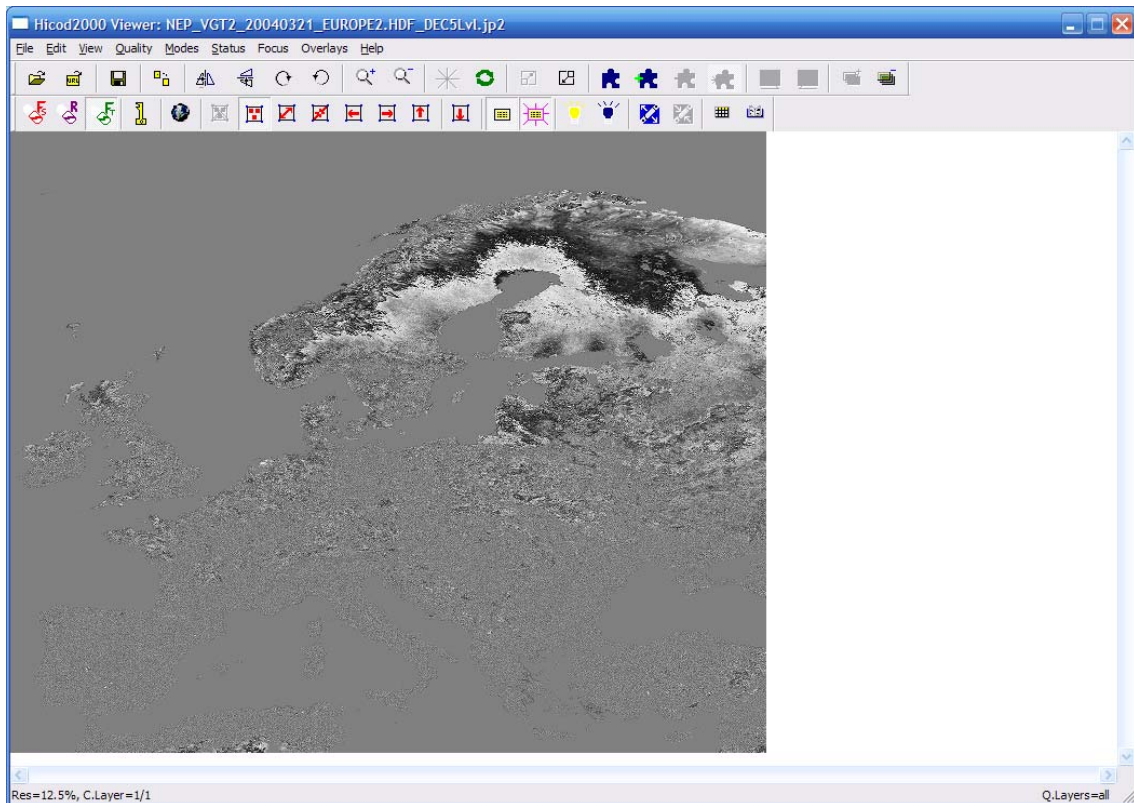 Hicod2000 Viewer: NEP_VGT2_20040321_EUROPE2.HDF_DEC5Lvl.jp2
File Edit View Quality Modes Status Focus Overlays Help
Res=12.5%, C.Layer=1/1 Q.Layers=all